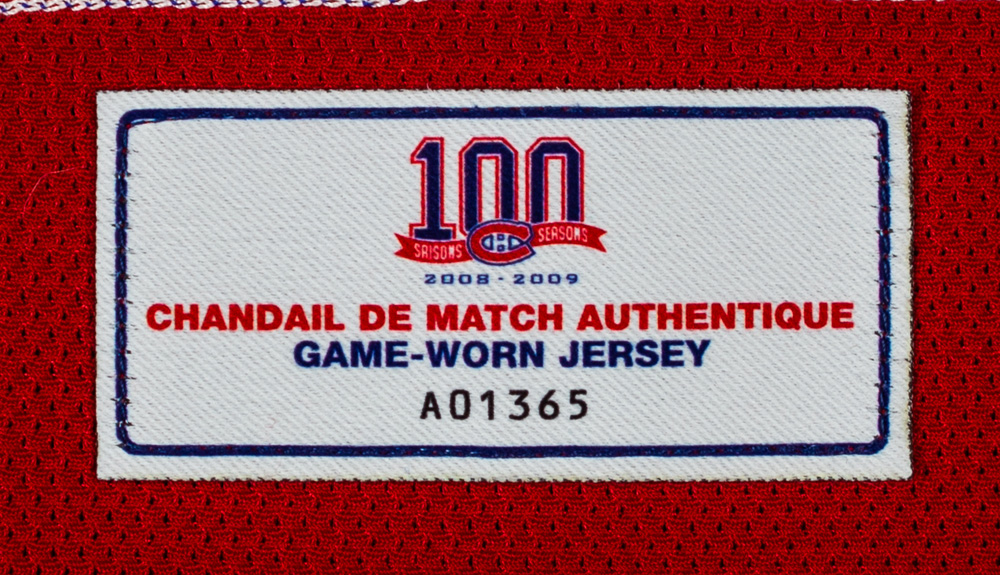 100
SAISONS SEASONS
2008 - 2009
CHANDAIL DE MATCH AUTHENTIQUE
GAME-WORN JERSEY
A01365